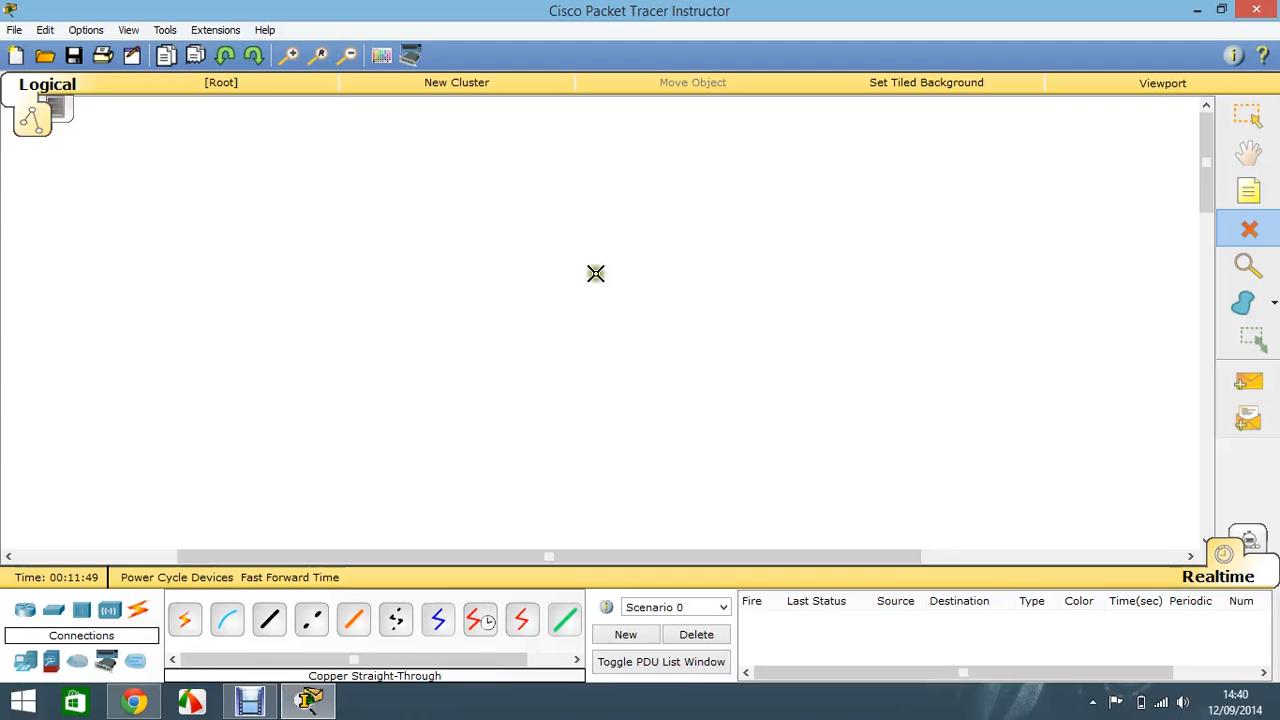 Cisco Packet Tracer Instructor
File Edit Options View Tools Extensions Help
Logical [Root] New Cluster Move Object Set Tiled Background Viewport
Time: 00:11:49 Power Cycle Devices Fast Forward Time Realtime
Scenario 0 Fire Last Status Source Destination Type Color Time(sec) Periodic Num
Connections New Delete
Toggle PDU List Window
Copper Straight-Through
14:40
12/09/2014